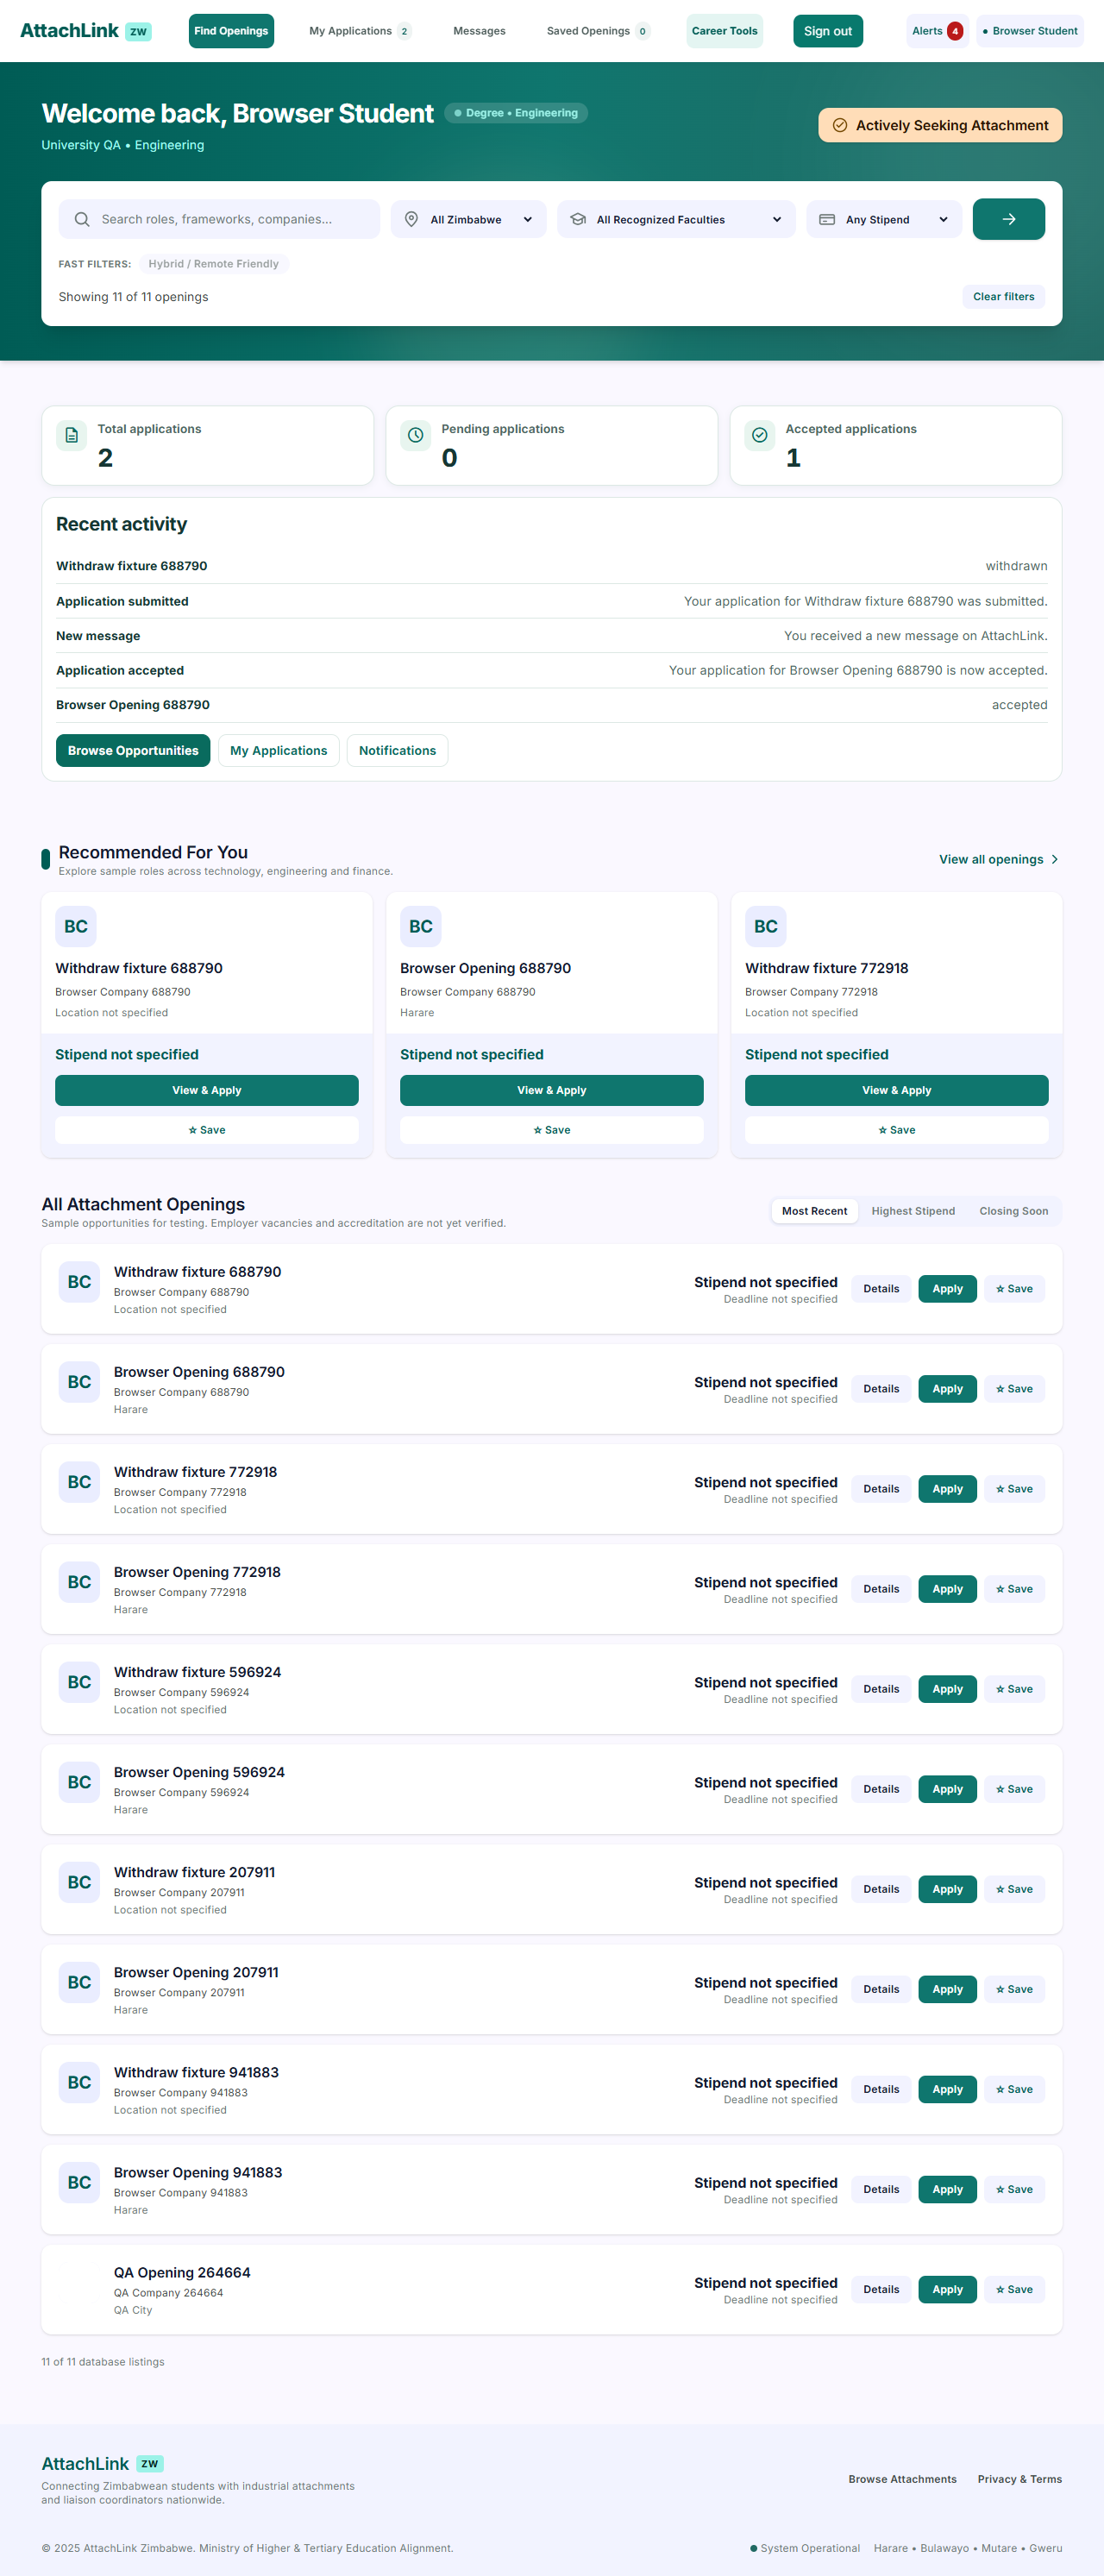 AttachLink ZW
Find Openings
My Applications 2
Messages
Saved Openings 0
Career Tools
Sign out
Alerts 4
• Browser Student
Welcome back, Browser Student
Degree • Engineering
University QA • Engineering
Actively Seeking Attachment
Search roles, frameworks, companies...
All Zimbabwe
All Recognized Faculties
Any Stipend
FAST FILTERS:
Hybrid / Remote Friendly
Showing 11 of 11 openings
Clear filters
Total applications
2
Pending applications
0
Accepted applications
1
Recent activity
Withdraw fixture 688790
withdrawn
Application submitted
Your application for Withdraw fixture 688790 was submitted.
New message
You received a new message on AttachLink.
Application accepted
Your application for Browser Opening 688790 is now accepted.
Browser Opening 688790
accepted
Browse Opportunities
My Applications
Notifications
Recommended For You
Explore sample roles across technology, engineering and finance.
View all openings
BC
Withdraw fixture 688790
Browser Company 688790
Location not specified
Stipend not specified
View & Apply
☆ Save
BC
Browser Opening 688790
Browser Company 688790
Harare
Stipend not specified
View & Apply
☆ Save
BC
Withdraw fixture 772918
Browser Company 772918
Location not specified
Stipend not specified
View & Apply
☆ Save
All Attachment Openings
Sample opportunities for testing. Employer vacancies and accreditation are not yet verified.
Most Recent
Highest Stipend
Closing Soon
BC
Withdraw fixture 688790
Browser Company 688790
Location not specified
Stipend not specified
Deadline not specified
Details
Apply
☆ Save
BC
Browser Opening 688790
Browser Company 688790
Harare
Stipend not specified
Deadline not specified
Details
Apply
☆ Save
BC
Withdraw fixture 772918
Browser Company 772918
Location not specified
Stipend not specified
Deadline not specified
Details
Apply
☆ Save
BC
Browser Opening 772918
Browser Company 772918
Harare
Stipend not specified
Deadline not specified
Details
Apply
☆ Save
BC
Withdraw fixture 596924
Browser Company 596924
Location not specified
Stipend not specified
Deadline not specified
Details
Apply
☆ Save
BC
Browser Opening 596924
Browser Company 596924
Harare
Stipend not specified
Deadline not specified
Details
Apply
☆ Save
BC
Withdraw fixture 207911
Browser Company 207911
Location not specified
Stipend not specified
Deadline not specified
Details
Apply
☆ Save
BC
Browser Opening 207911
Browser Company 207911
Harare
Stipend not specified
Deadline not specified
Details
Apply
☆ Save
BC
Withdraw fixture 941883
Browser Company 941883
Location not specified
Stipend not specified
Deadline not specified
Details
Apply
☆ Save
BC
Browser Opening 941883
Browser Company 941883
Harare
Stipend not specified
Deadline not specified
Details
Apply
☆ Save
QA Opening 264664
QA Company 264664
QA City
Stipend not specified
Deadline not specified
Details
Apply
☆ Save
11 of 11 database listings
AttachLink ZW
Connecting Zimbabwean students with industrial attachments
and liaison coordinators nationwide.
Browse Attachments
Privacy & Terms
© 2025 AttachLink Zimbabwe. Ministry of Higher & Tertiary Education Alignment.
System Operational
Harare • Bulawayo • Mutare • Gweru